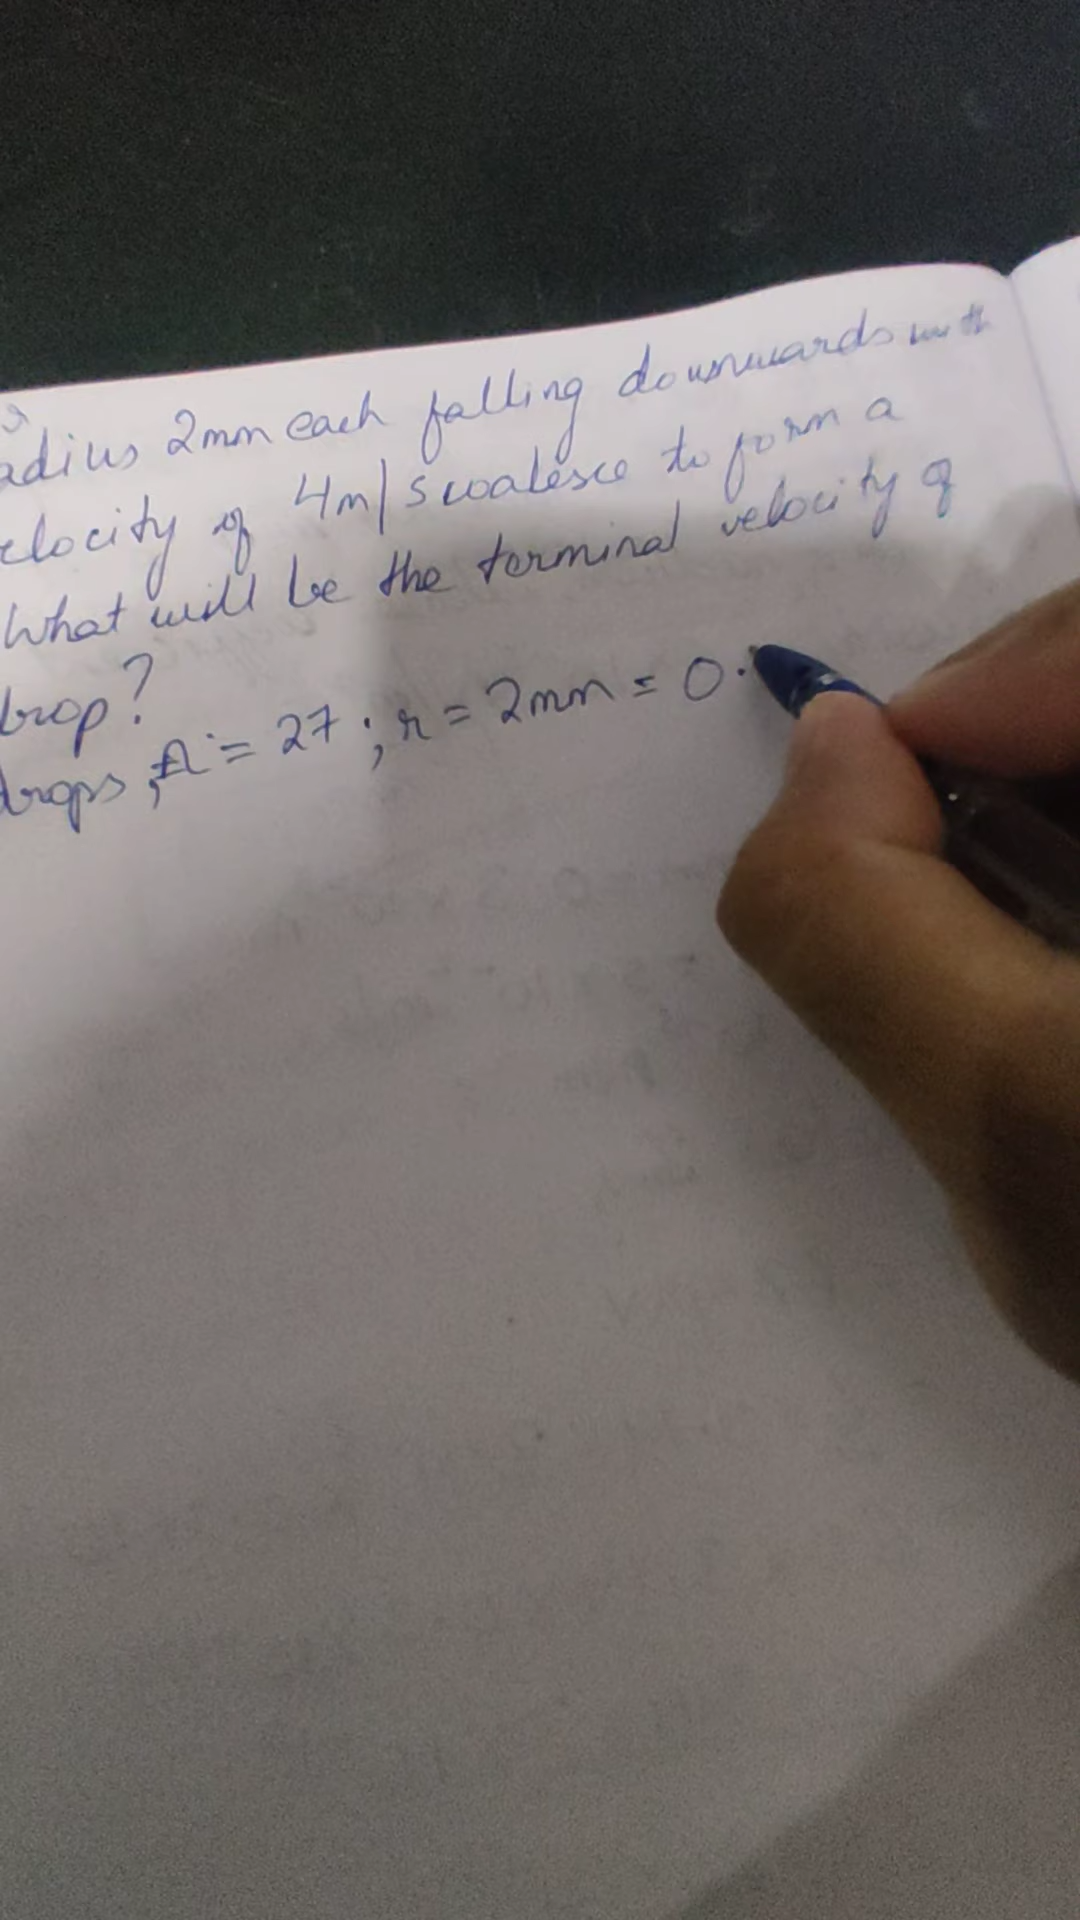 adius 2mm each falling downwards with
elocity of 4m/s coalesce to form a
What will be the terminal velocity of
drop?
drops, n = 27; r = 2mm = 0.